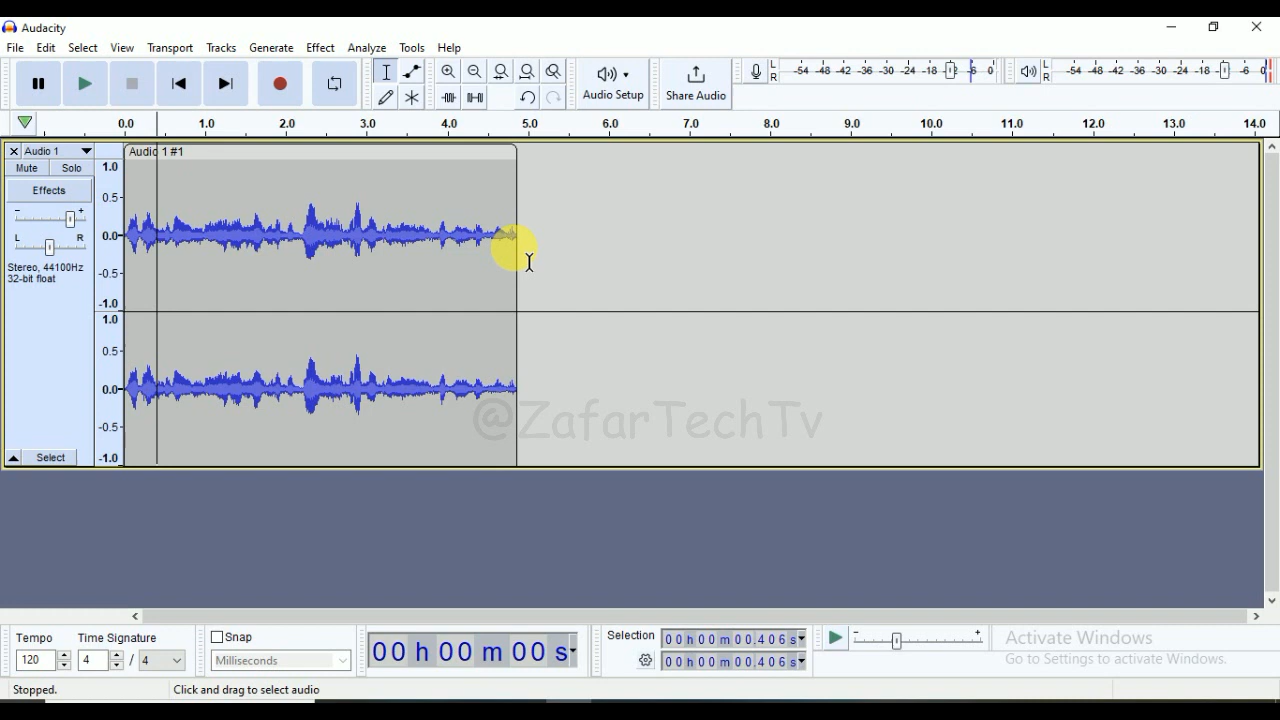 Audacity
File Edit Select View Transport Tracks Generate Effect Analyze Tools Help
Audio Setup
Share Audio
L R -54 -48 -42 -36 -30 -24 -18 -12 -6 0
L R -54 -48 -42 -36 -30 -24 -18 -6 0
0.0 1.0 2.0 3.0 4.0 5.0 6.0 7.0 8.0 9.0 10.0 11.0 12.0 13.0 14.0
Audio 1
Audio 1 #1
Mute Solo
Effects
- +
L R
Stereo, 44100Hz
32-bit float
Select
1.0
0.5
0.0
-0.5
-1.0
1.0
0.5
0.0
-0.5
-1.0
@ZafarTechTv
Tempo
120
Time Signature
4 / 4
Snap
Milliseconds
00 h 00 m 00 s
Selection
00 h 00 m 00.406 s
00 h 00 m 00.406 s
- +
Activate Windows
Go to Settings to activate Windows.
Stopped.
Click and drag to select audio